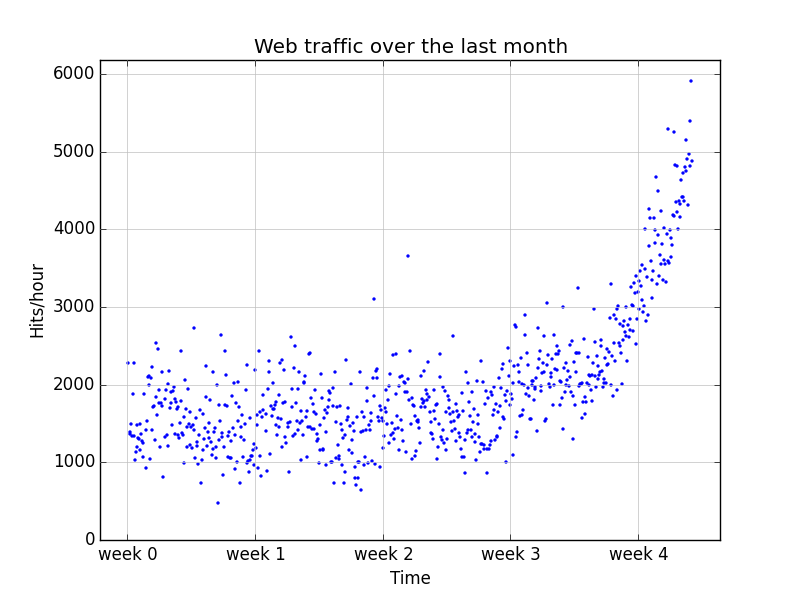 Web traffic over the last month
6000
5000
4000
3000
2000
1000
0
Hits/hour
week 0 week 1 week 2 week 3 week 4
Time